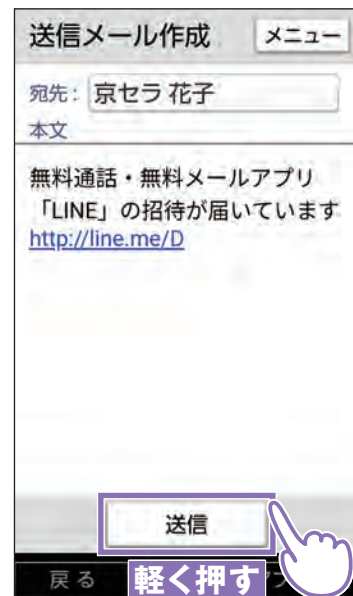 送信メール作成 メニュー
宛先: 京セラ 花子
本文
無料通話・無料メールアプリ
「LINE」の招待が届いています
http://line.me/D
送信
戻る 軽く押す